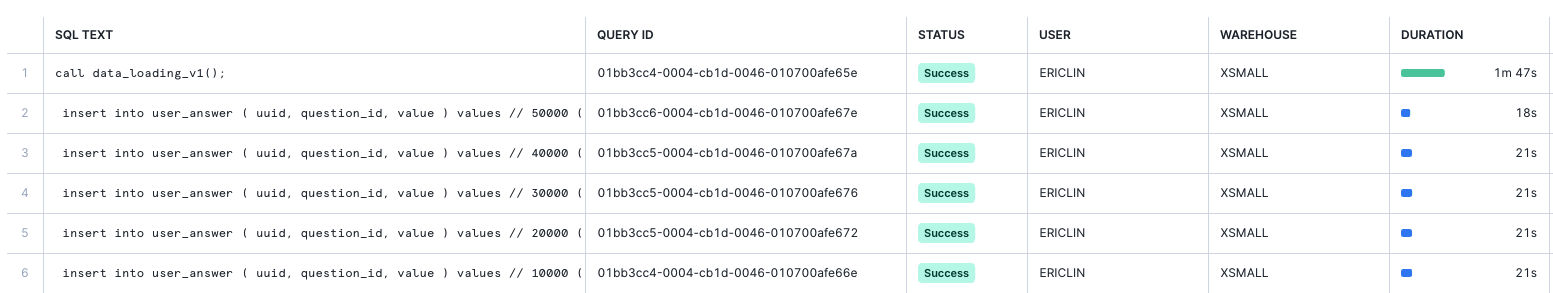 SQL TEXT QUERY ID STATUS USER WAREHOUSE DURATION
1 call data_loading_v1(); 01bb3cc4-0004-cb1d-0046-010700afe65e Success ERICLIN XSMALL 1m 47s
2 insert into user_answer ( uuid, question_id, value ) values // 50000 ( 01bb3cc6-0004-cb1d-0046-010700afe67e Success ERICLIN XSMALL 18s
3 insert into user_answer ( uuid, question_id, value ) values // 40000 ( 01bb3cc5-0004-cb1d-0046-010700afe67a Success ERICLIN XSMALL 21s
4 insert into user_answer ( uuid, question_id, value ) values // 30000 ( 01bb3cc5-0004-cb1d-0046-010700afe676 Success ERICLIN XSMALL 21s
5 insert into user_answer ( uuid, question_id, value ) values // 20000 ( 01bb3cc5-0004-cb1d-0046-010700afe672 Success ERICLIN XSMALL 21s
6 insert into user_answer ( uuid, question_id, value ) values // 10000 ( 01bb3cc4-0004-cb1d-0046-010700afe66e Success ERICLIN XSMALL 21s